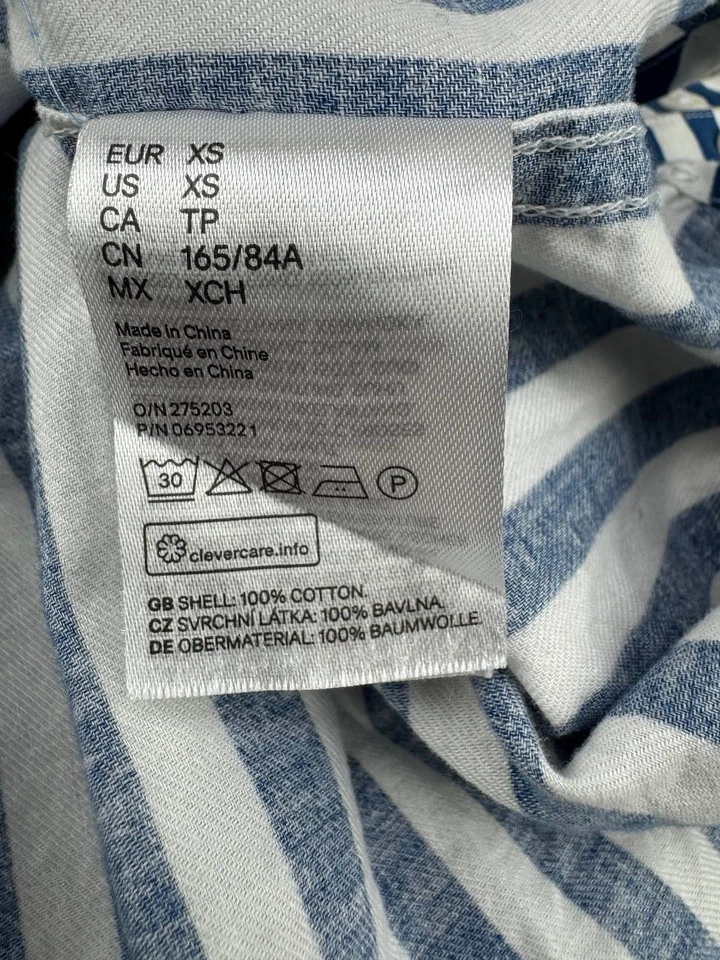 EUR XS
US XS
CA TP
CN 165/84A
MX XCH
Made in China
Fabriqué en Chine
Hecho en China
O/N 275203
P/N 06953221
30
P
clevercare.info
GB SHELL: 100% COTTON.
CZ SVRCHNÍ LÁTKA: 100% BAVLNA.
DE OBERMATERIAL: 100% BAUMWOLLE.